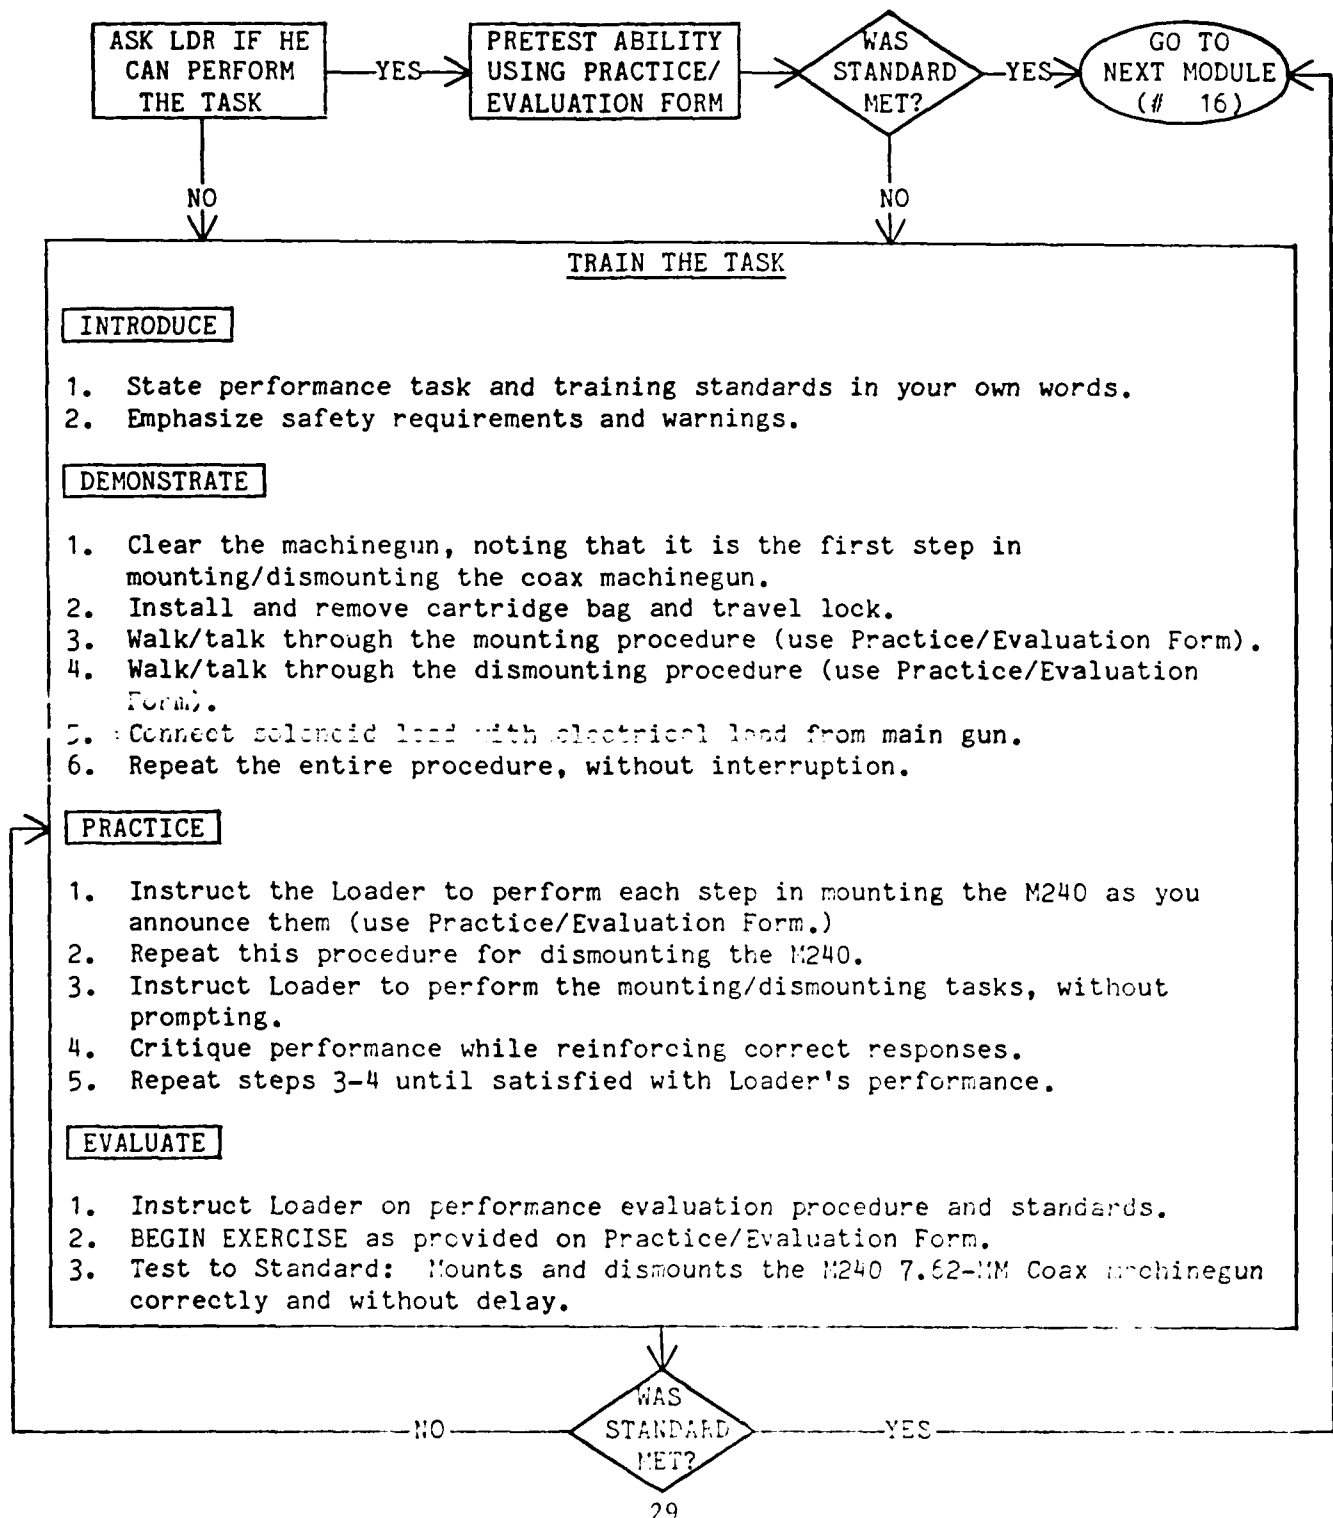 ASK LDR IF HE
CAN PERFORM
THE TASK
YES
PRETEST ABILITY
USING PRACTICE/
EVALUATION FORM
WAS
STANDARD
MET?
YES
GO TO
NEXT MODULE
(# 16)
NO
NO
TRAIN THE TASK
INTRODUCE
1. State performance task and training standards in your own words.
2. Emphasize safety requirements and warnings.
DEMONSTRATE
1. Clear the machinegun, noting that it is the first step in
mounting/dismounting the coax machinegun.
2. Install and remove cartridge bag and travel lock.
3. Walk/talk through the mounting procedure (use Practice/Evaluation Form).
4. Walk/talk through the dismounting procedure (use Practice/Evaluation
Form).
5. Connect solenoid lead with electrical lead from main gun.
6. Repeat the entire procedure, without interruption.
PRACTICE
1. Instruct the Loader to perform each step in mounting the M240 as you
announce them (use Practice/Evaluation Form.)
2. Repeat this procedure for dismounting the M240.
3. Instruct Loader to perform the mounting/dismounting tasks, without
prompting.
4. Critique performance while reinforcing correct responses.
5. Repeat steps 3-4 until satisfied with Loader's performance.
EVALUATE
1. Instruct Loader on performance evaluation procedure and standards.
2. BEGIN EXERCISE as provided on Practice/Evaluation Form.
3. Test to Standard: Mounts and dismounts the M240 7.62-MM Coax machinegun
correctly and without delay.
NO
WAS
STANDARD
MET?
YES
29